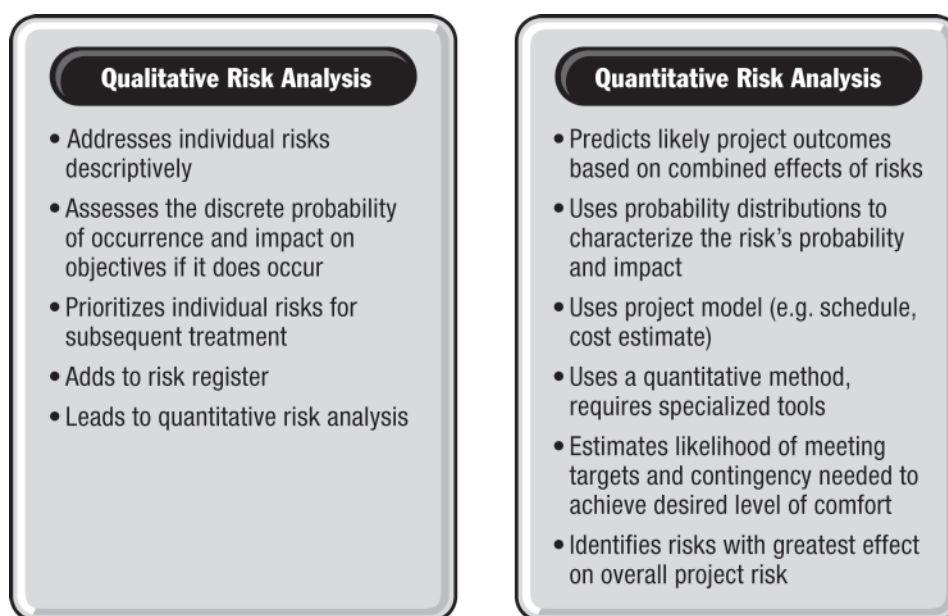 Qualitative Risk Analysis
• Addresses individual risks
descriptively
• Assesses the discrete probability
of occurrence and impact on
objectives if it does occur
• Prioritizes individual risks for
subsequent treatment
• Adds to risk register
• Leads to quantitative risk analysis
Quantitative Risk Analysis
• Predicts likely project outcomes
based on combined effects of risks
• Uses probability distributions to
characterize the risk's probability
and impact
• Uses project model (e.g. schedule,
cost estimate)
• Uses a quantitative method,
requires specialized tools
• Estimates likelihood of meeting
targets and contingency needed to
achieve desired level of comfort
• Identifies risks with greatest effect
on overall project risk